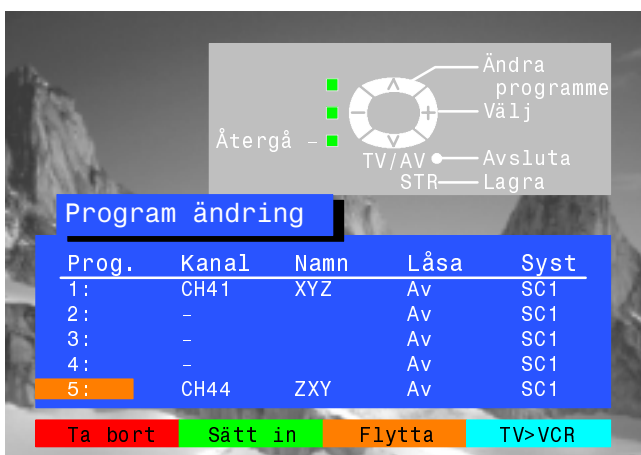 Ändra
programme
Välj
Återgå –
TV/AV Avsluta
STR Lagra
Program ändring
Prog. Kanal Namn Låsa Syst
1: CH41 XYZ Av SC1
2: – Av SC1
3: – Av SC1
4: – Av SC1
5: CH44 ZXY Av SC1
Ta bort Sätt in Flytta TV>VCR